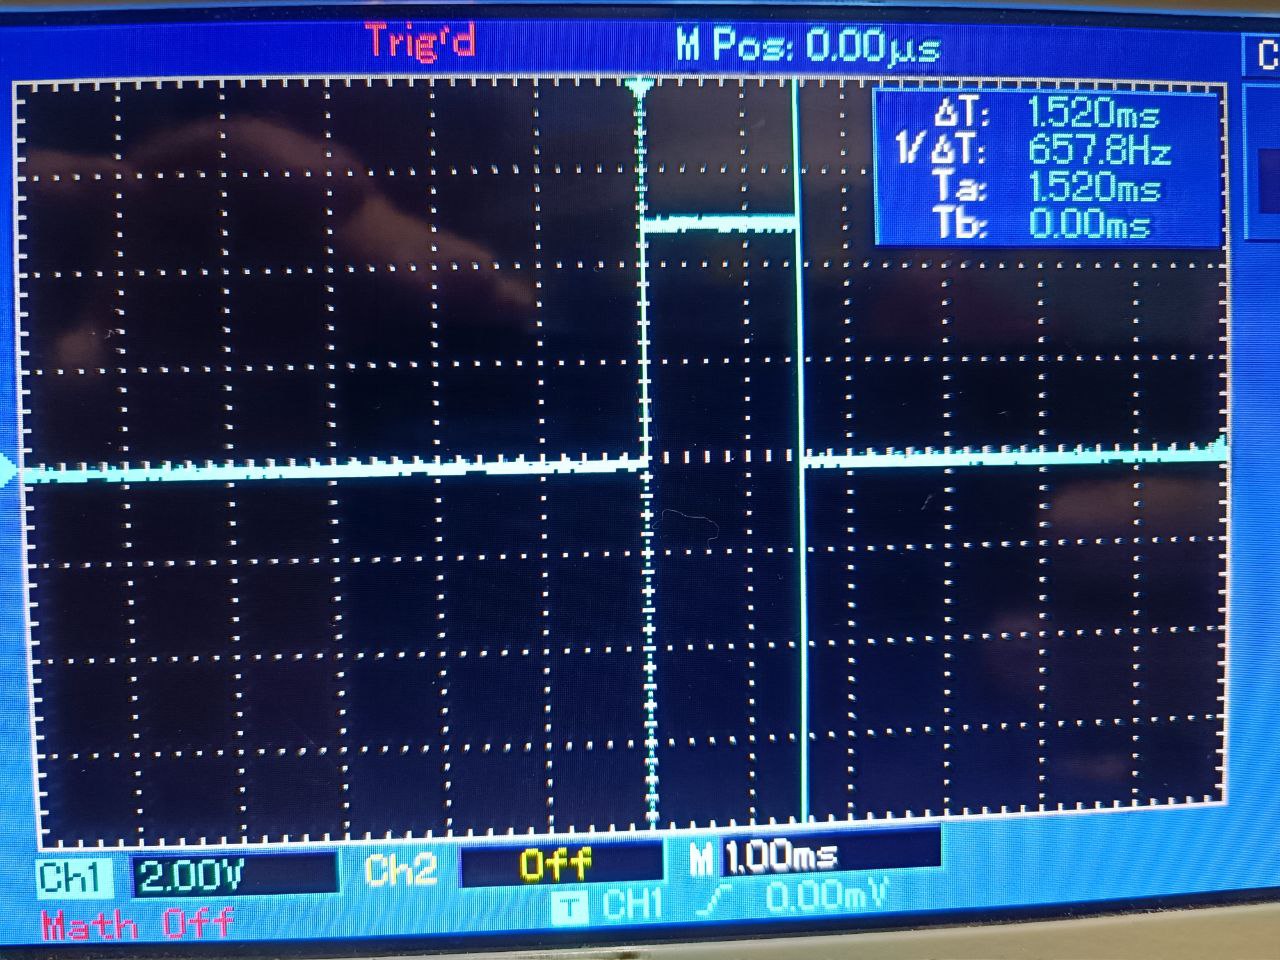 Trig'd M Pos: 0.00µs
C
ΔT: 1.520ms
1/ΔT: 657.8Hz
Ta: 1.520ms
Tb: 0.00ms
Ch1 2.00V Ch2 Off M 1.00ms
Math Off T CH1 0.00mV